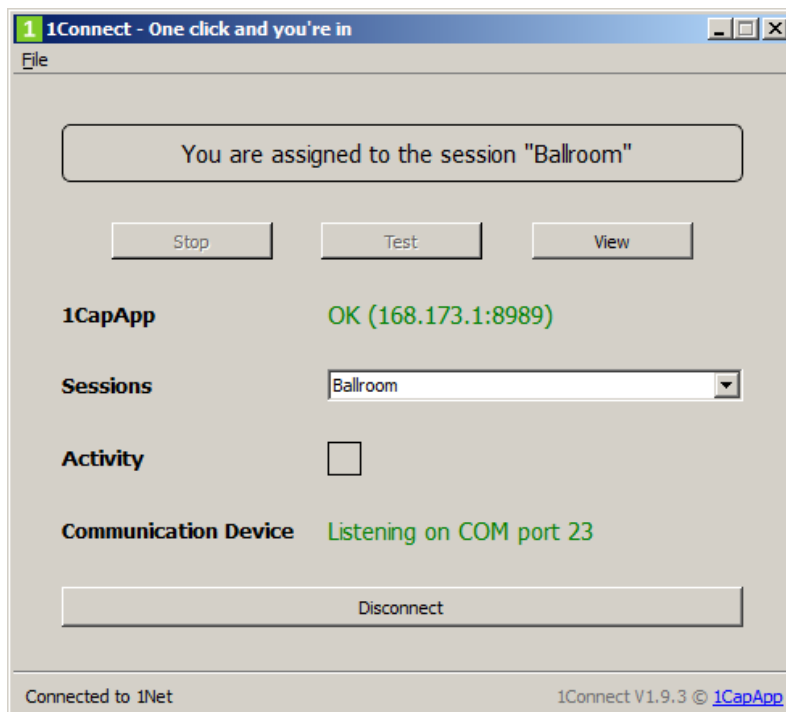 1 1Connect - One click and you're in
File
You are assigned to the session "Ballroom"
Stop Test View
1CapApp OK (168.173.1:8989)
Sessions Ballroom
Activity
Communication Device Listening on COM port 23
Disconnect
Connected to 1Net 1Connect V1.9.3 © 1CapApp